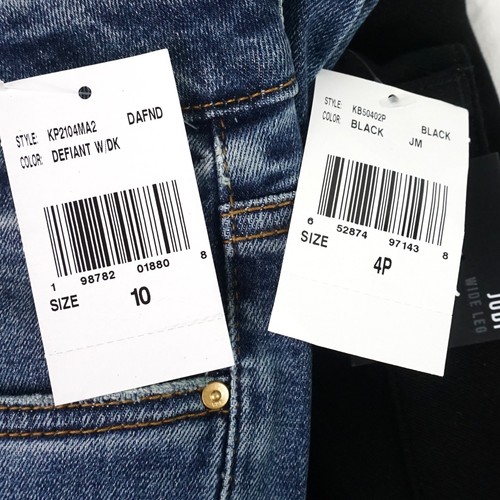 DAFND
STYLE: KP2104MA2
COLOR: DEFIANT W/DK
1 98782 01880 8
SIZE 10
STYLE: KB50402P
COLOR: BLACK BLACK
JM
6 52874 97143 8
SIZE 4P
WIDE LEG